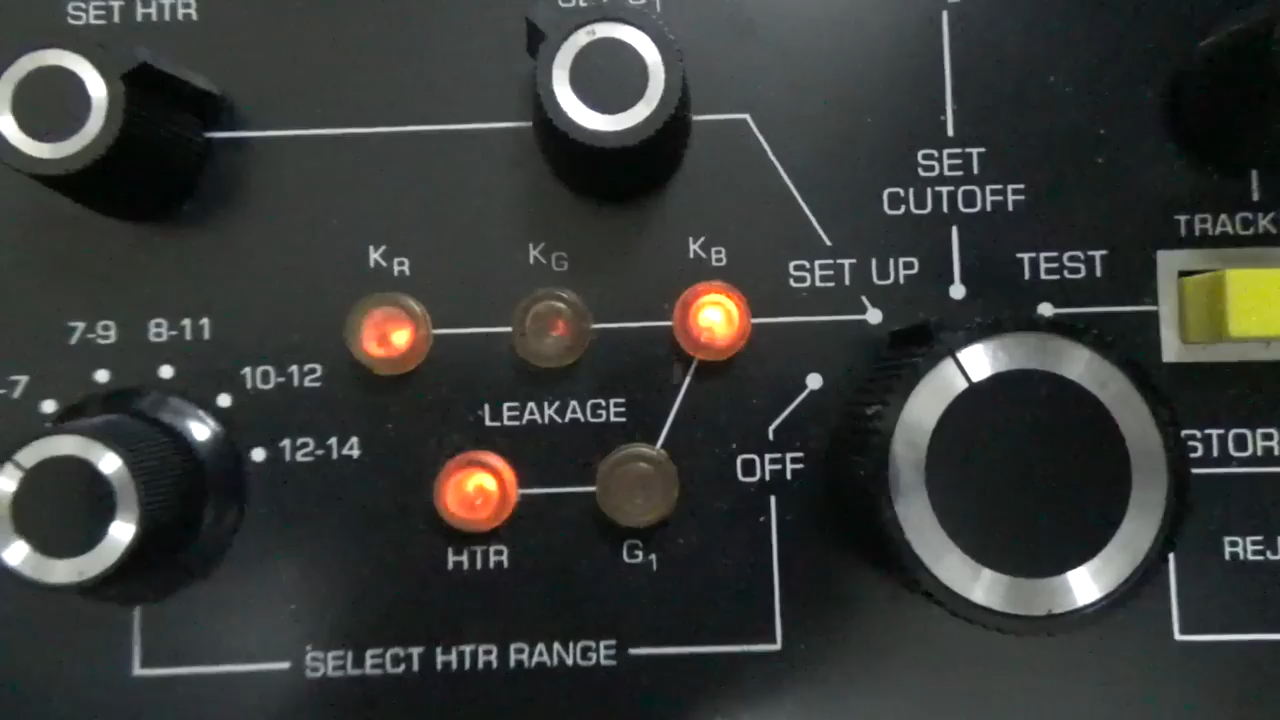 SET HTR
SET
CUTOFF
TRACK
KR
KG
KB
SET UP
TEST
7-9
8-11
-7
10-12
12-14
LEAKAGE
OFF
STOR
HTR
G1
REJ
SELECT HTR RANGE